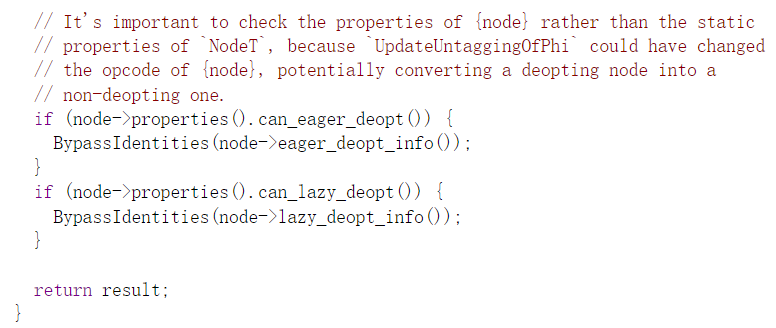 // It's important to check the properties of {node} rather than the static
// properties of `NodeT`, because `UpdateUntaggingOfPhi` could have changed
// the opcode of {node}, potentially converting a deopting node into a
// non-deopting one.
if (node->properties().can_eager_deopt()) {
BypassIdentities(node->eager_deopt_info());
}
if (node->properties().can_lazy_deopt()) {
BypassIdentities(node->lazy_deopt_info());
}
return result;
}